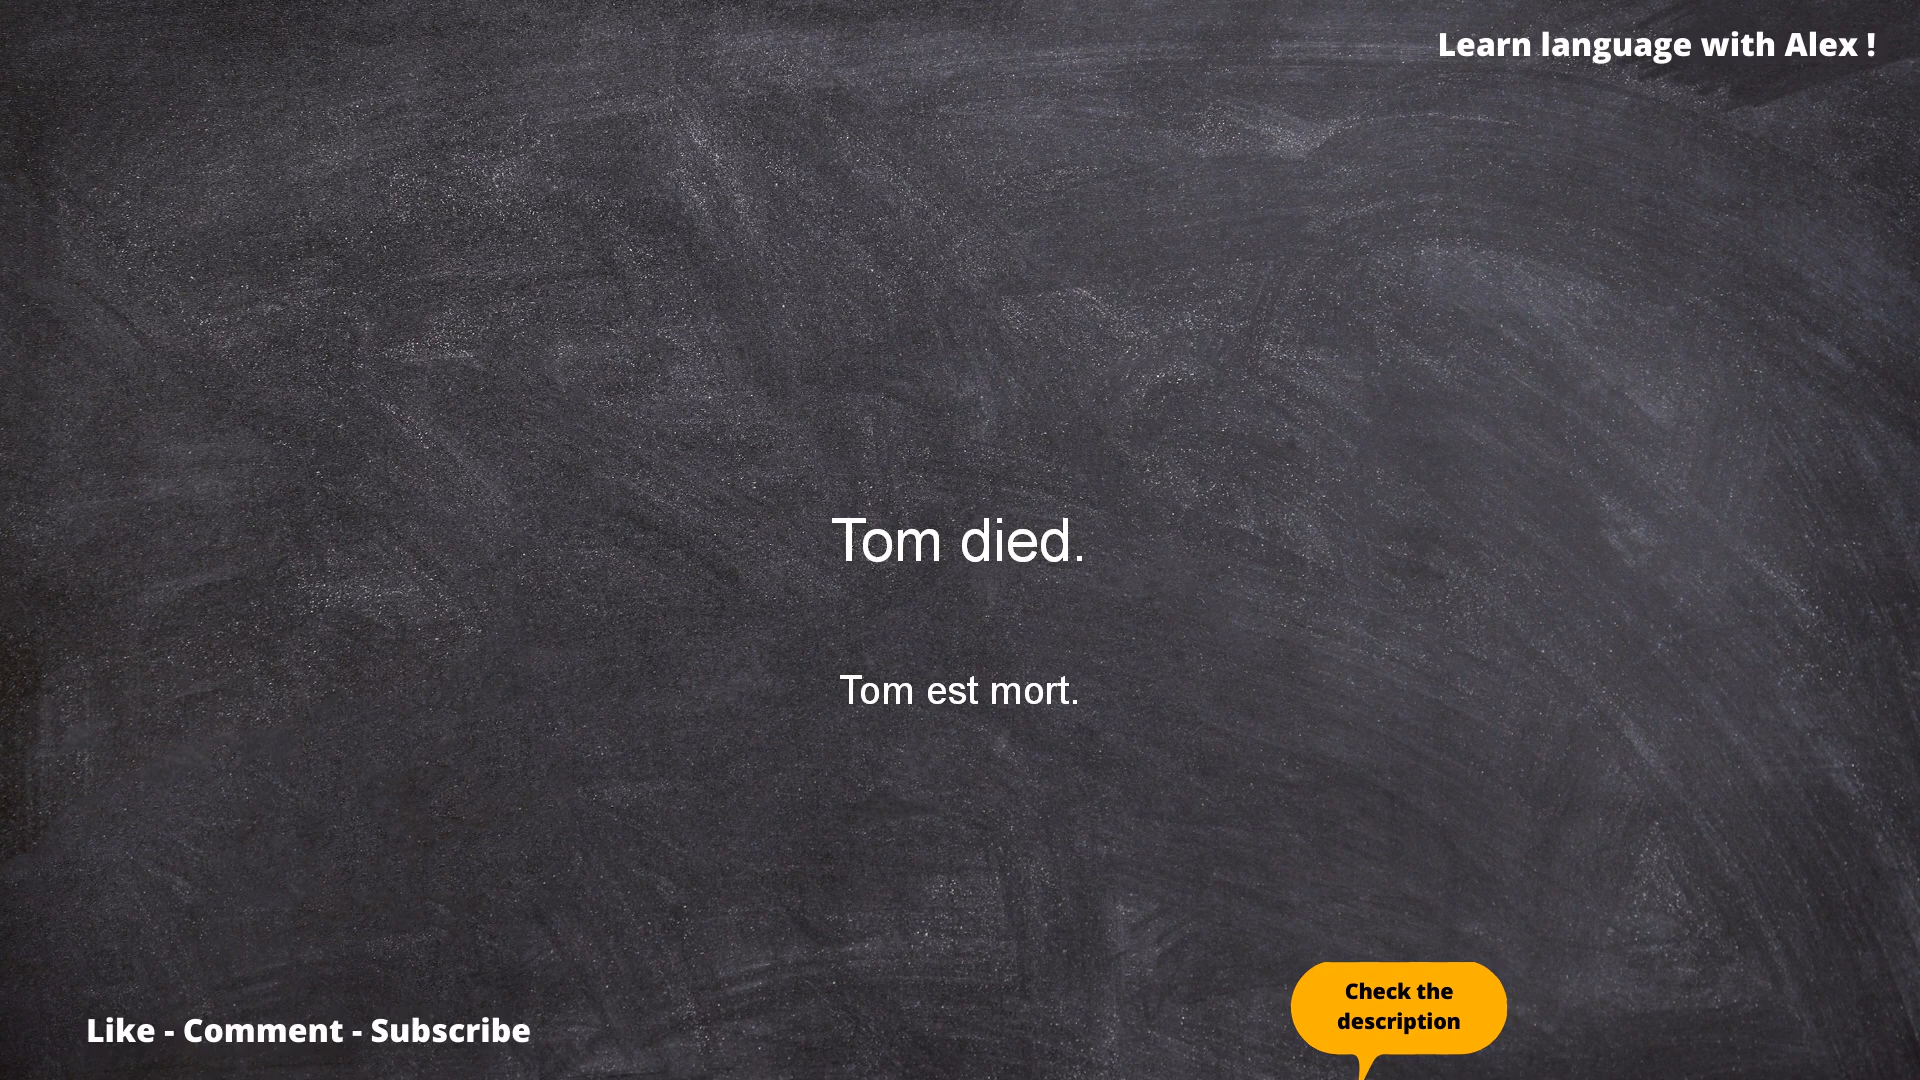 Learn language with Alex !
Tom died.
Tom est mort.
Check the
description
Like - Comment - Subscribe